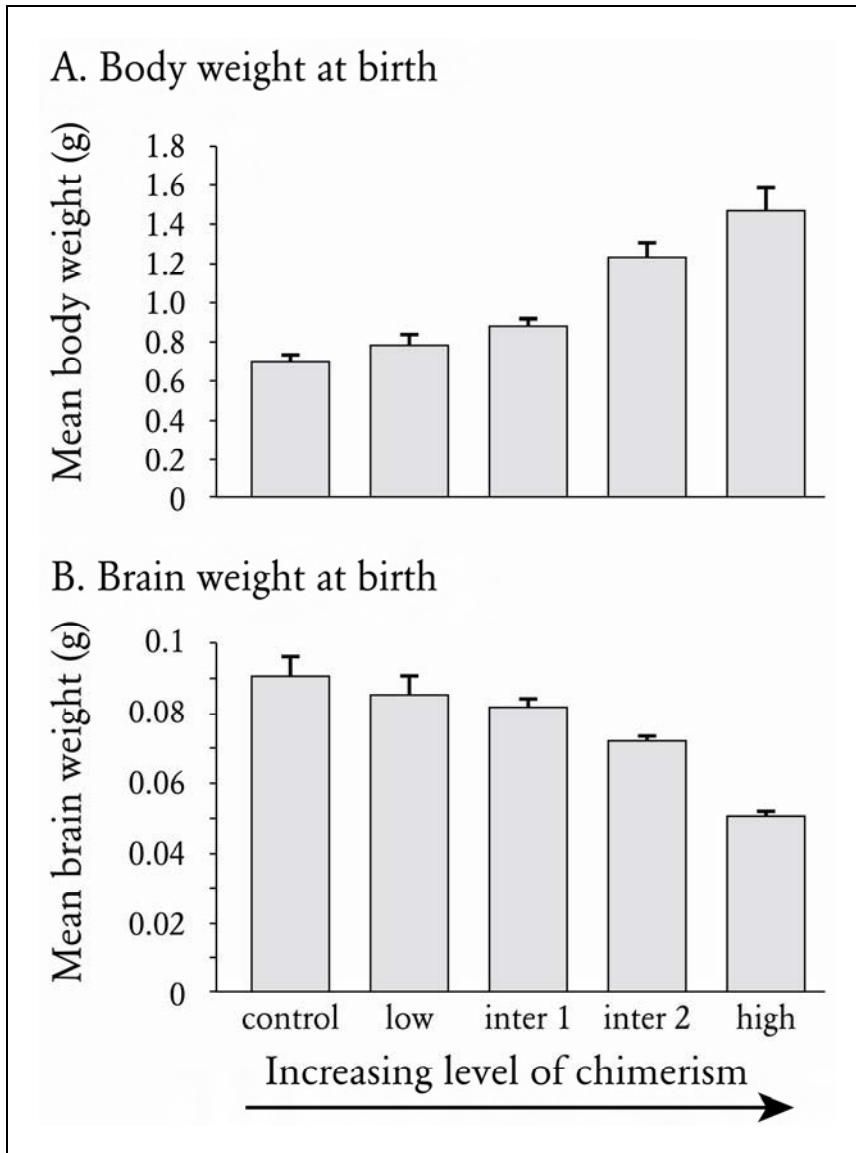 A. Body weight at birth
Mean body weight (g)
1.8
1.6
1.4
1.2
1.0
0.8
0.6
0.4
0.2
0
B. Brain weight at birth
Mean brain weight (g)
0.1
0.08
0.06
0.04
0.02
0
control low inter 1 inter 2 high
Increasing level of chimerism